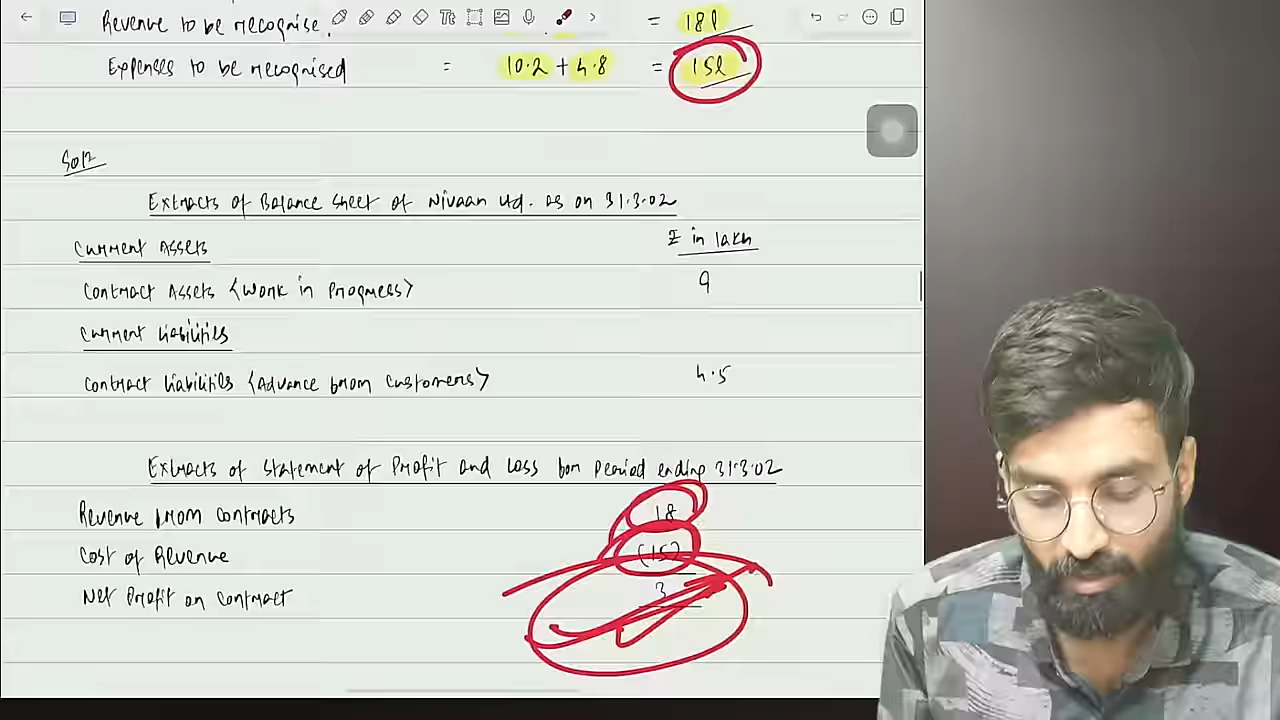 Revenue to be recognise. = 18l
Expenses to be recognised = 10.2 + 4.8 = 15l
Soln
Extracts of Balance Sheet of Nivaan Ltd. as on 31.3.02
Current Assets ₹ in lakh
Contract Assets <Work in Progress> 9
Current Liabilities
Contract Liabilities <Advance from Customers> 4.5
Extracts of Statement of Profit and Loss for Period ending 31.3.02
Revenue from Contracts 18
Cost of Revenue (15)
Net Profit on Contract 3